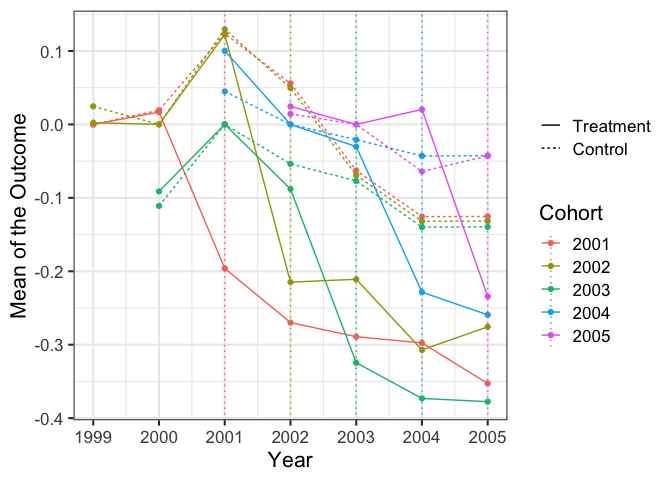 0.1
0.0
-0.1
-0.2
-0.3
-0.4
Mean of the Outcome
1999 2000 2001 2002 2003 2004 2005
Year
Treatment
Control
Cohort
2001
2002
2003
2004
2005